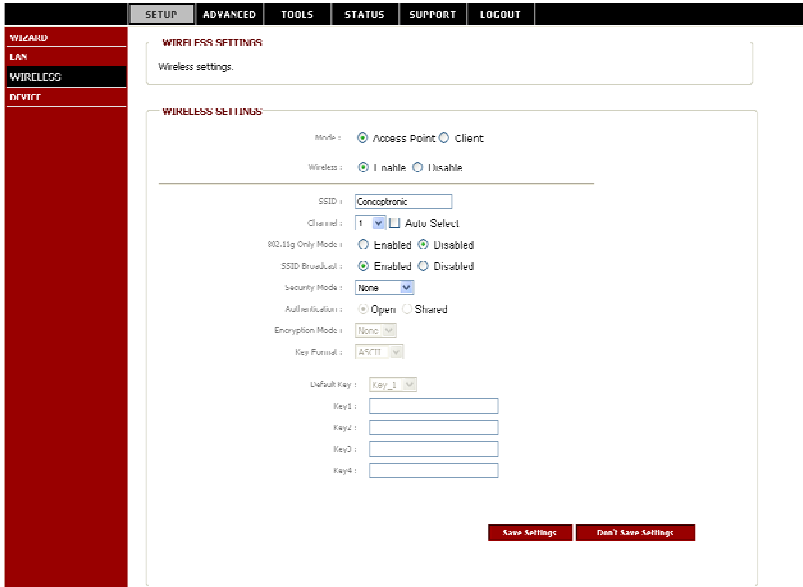 SETUP ADVANCED TOOLS STATUS SUPPORT LOGOUT
WIZARD
LAN
WIRELESS
DEVICE
WIRELESS SETTINGS
Wireless settings.
WIRELESS SETTINGS
Mode : Access Point Client
Wireless : Enable Disable
SSID : Conceptronic
Channel : 1 Auto Select
802.11g Only Mode : Enabled Disabled
SSID Broadcast : Enabled Disabled
Security Mode : None
Authentication : Open Shared
Encryption Mode : None
Key Format : ASCII
Default Key : Key_1
Key1 :
Key2 :
Key3 :
Key4 :
Save Settings Don't Save Settings